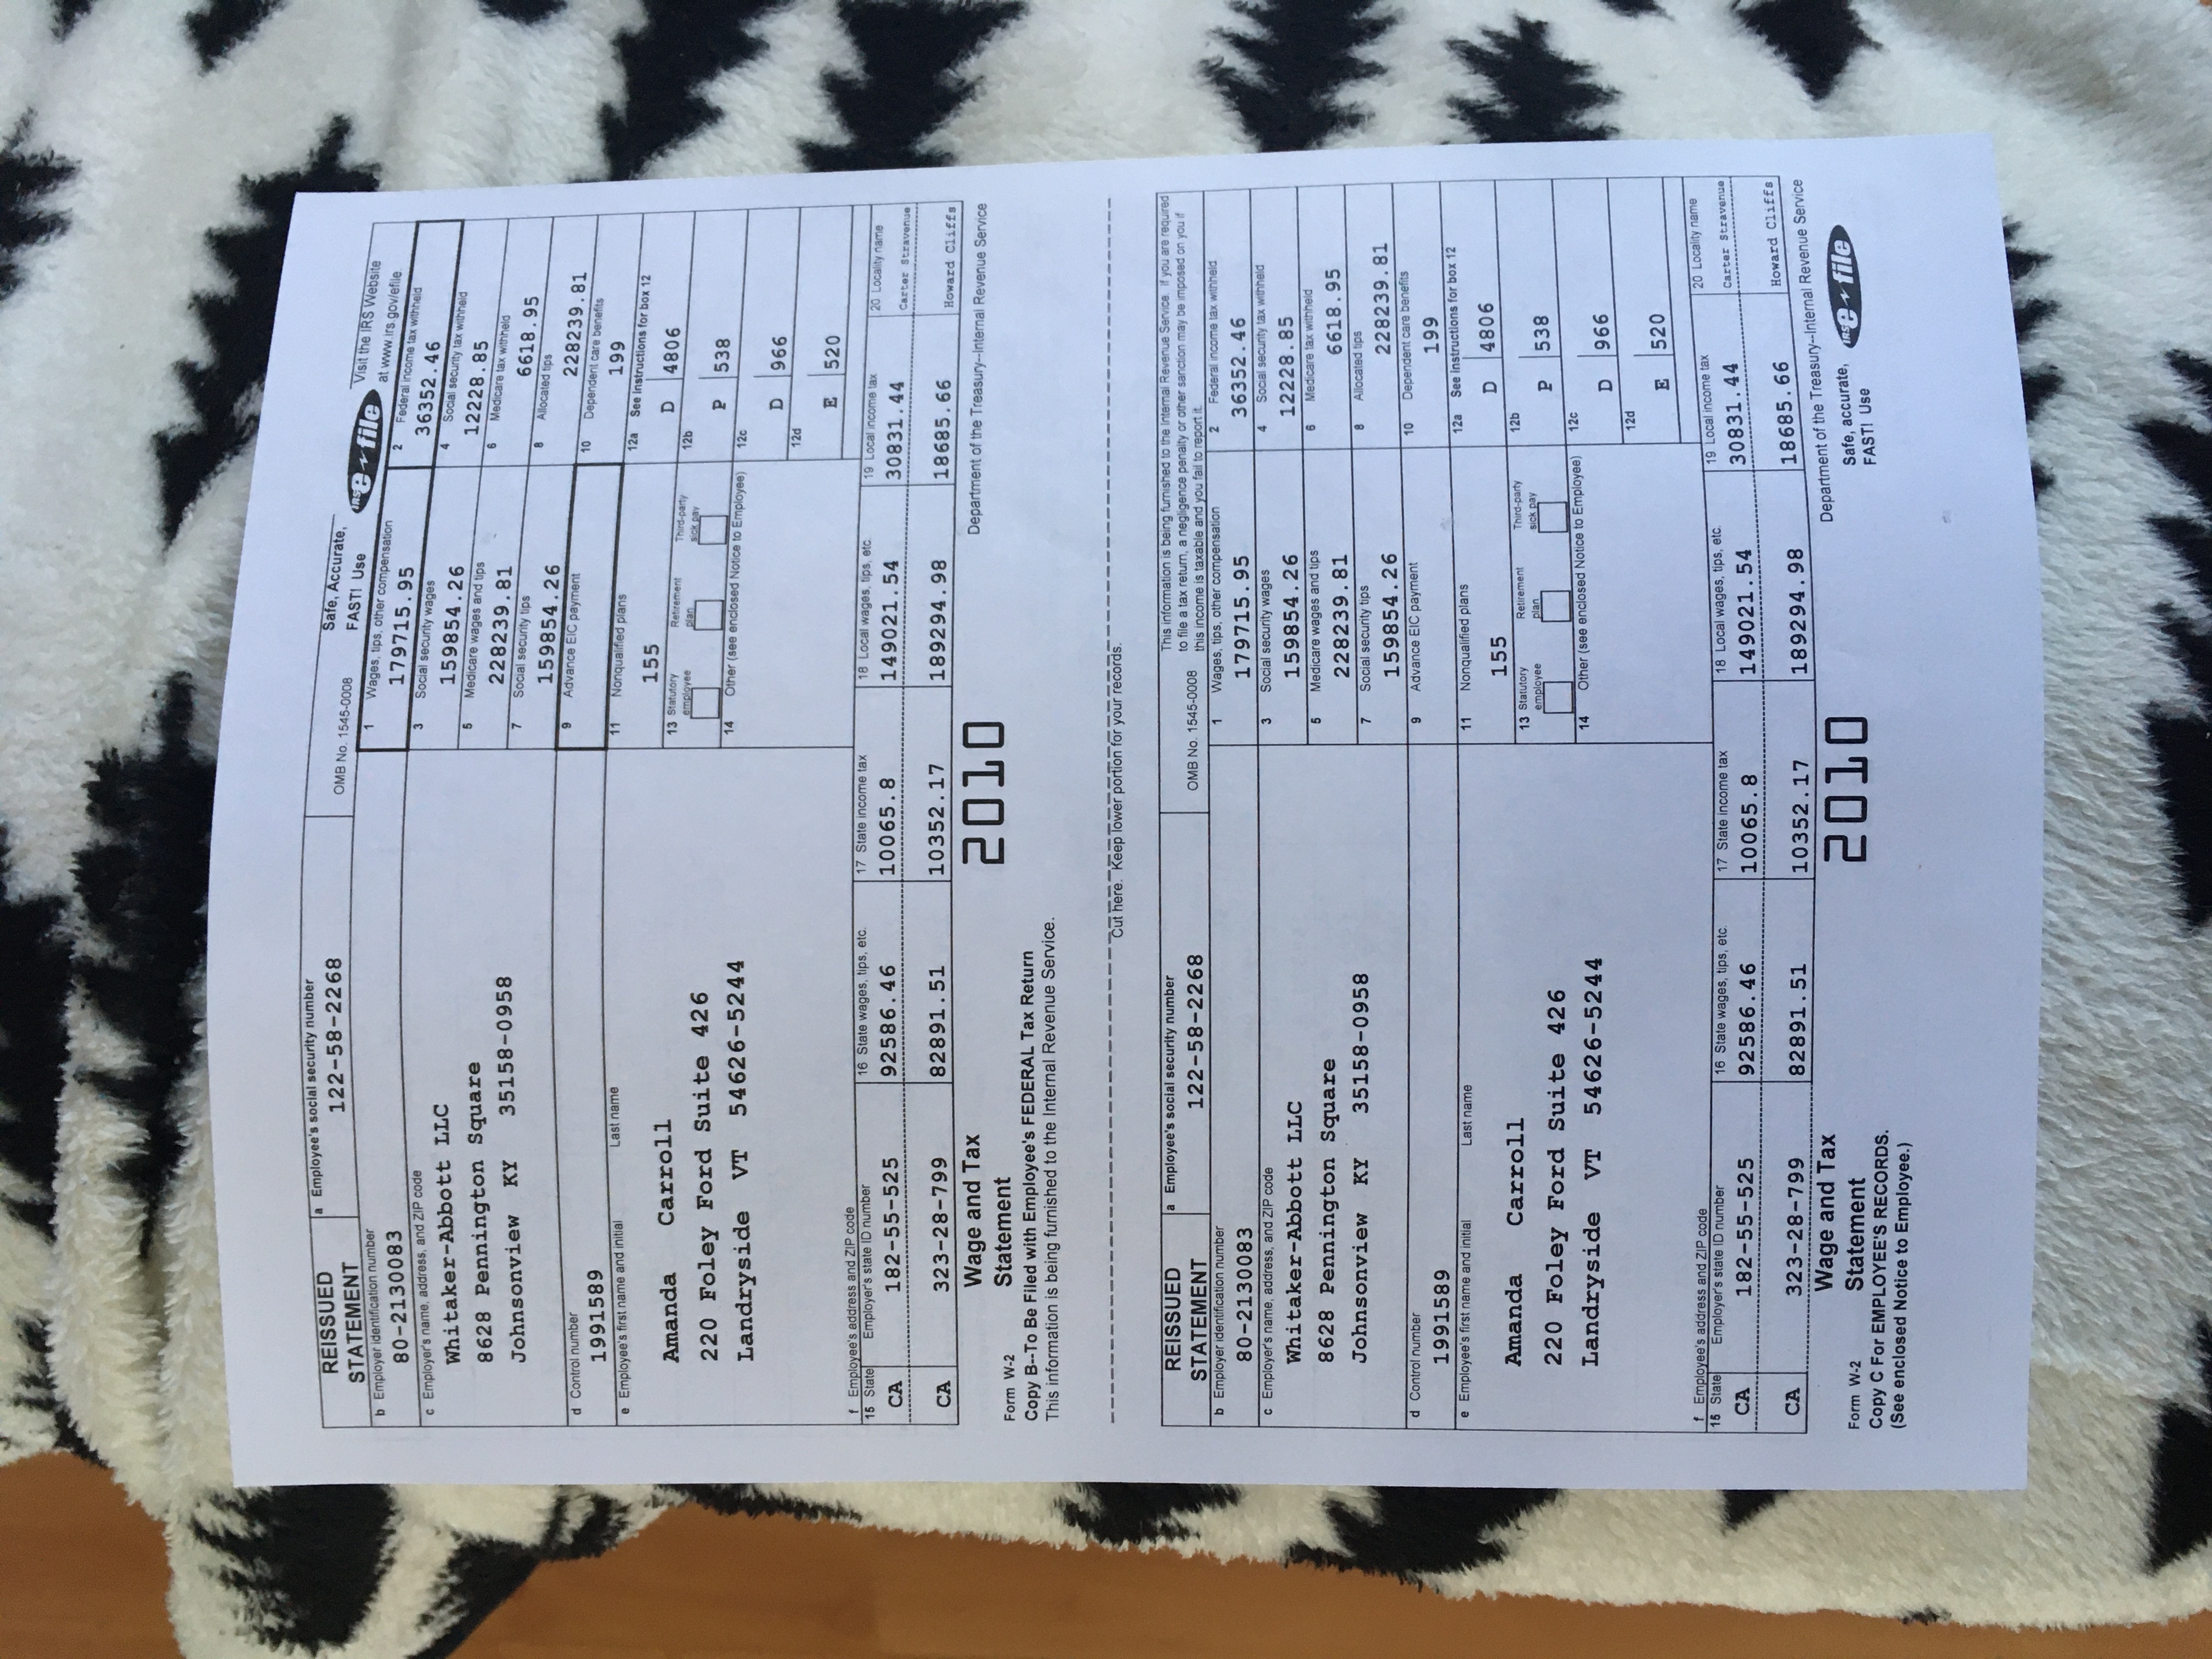 REISSUED STATEMENT
a Employee's social security number
122-58-2268
OMB No. 1545-0008
Safe, Accurate, FAST! Use
IRS e-file
Visit the IRS Website at www.irs.gov/efile.
b Employer identification number
80-2130083
1 Wages, tips, other compensation
179715.95
2 Federal income tax withheld
36352.46
c Employer's name, address, and ZIP code
Whitaker-Abbott LLC
8628 Pennington Square
Johnsonview KY 35158-0958
3 Social security wages
159854.26
4 Social security tax withheld
12228.85
5 Medicare wages and tips
228239.81
6 Medicare tax withheld
6618.95
7 Social security tips
159854.26
8 Allocated tips
228239.81
d Control number
1991589
9 Advance EIC payment
10 Dependent care benefits
199
e Employee's first name and initial Last name
Amanda Carroll
220 Foley Ford Suite 426
Landryside VT 54626-5244
11 Nonqualified plans
155
12a See instructions for box 12
D 4806
13 Statutory employee Retirement plan Third-party sick pay
12b
P 538
14 Other (see enclosed Notice to Employee)
12c
D 966
12d
E 520
f Employee's address and ZIP code
15 State Employer's state ID number 16 State wages, tips, etc. 17 State income tax 18 Local wages, tips, etc. 19 Local income tax 20 Locality name
CA 182-55-525 92586.46 10065.8 149021.54 30831.44 Carter Stravenue
CA 323-28-799 82891.51 10352.17 189294.98 18685.66 Howard Cliffs
Form W-2 Wage and Tax Statement
2010
Department of the Treasury--Internal Revenue Service
Copy B--To Be Filed with Employee's FEDERAL Tax Return
This information is being furnished to the Internal Revenue Service.
Cut here. Keep lower portion for your records.
REISSUED STATEMENT
a Employee's social security number
122-58-2268
OMB No. 1545-0008
This information is being furnished to the Internal Revenue Service. If you are required
to file a tax return, a negligence penalty or other sanction may be imposed on you if
this income is taxable and you fail to report it.
b Employer identification number
80-2130083
1 Wages, tips, other compensation
179715.95
2 Federal income tax withheld
36352.46
c Employer's name, address, and ZIP code
Whitaker-Abbott LLC
8628 Pennington Square
Johnsonview KY 35158-0958
3 Social security wages
159854.26
4 Social security tax withheld
12228.85
5 Medicare wages and tips
228239.81
6 Medicare tax withheld
6618.95
7 Social security tips
159854.26
8 Allocated tips
228239.81
d Control number
1991589
9 Advance EIC payment
10 Dependent care benefits
199
e Employee's first name and initial Last name
Amanda Carroll
220 Foley Ford Suite 426
Landryside VT 54626-5244
11 Nonqualified plans
155
12a See instructions for box 12
D 4806
13 Statutory employee Retirement plan Third-party sick pay
12b
P 538
14 Other (see enclosed Notice to Employee)
12c
D 966
12d
E 520
f Employee's address and ZIP code
15 State Employer's state ID number 16 State wages, tips, etc. 17 State income tax 18 Local wages, tips, etc. 19 Local income tax 20 Locality name
CA 182-55-525 92586.46 10065.8 149021.54 30831.44 Carter Stravenue
CA 323-28-799 82891.51 10352.17 189294.98 18685.66 Howard Cliffs
Form W-2 Wage and Tax Statement
2010
Department of the Treasury--Internal Revenue Service
Safe, accurate, FAST! Use
IRS e-file
Copy C For EMPLOYEE'S RECORDS.
(See enclosed Notice to Employee.)